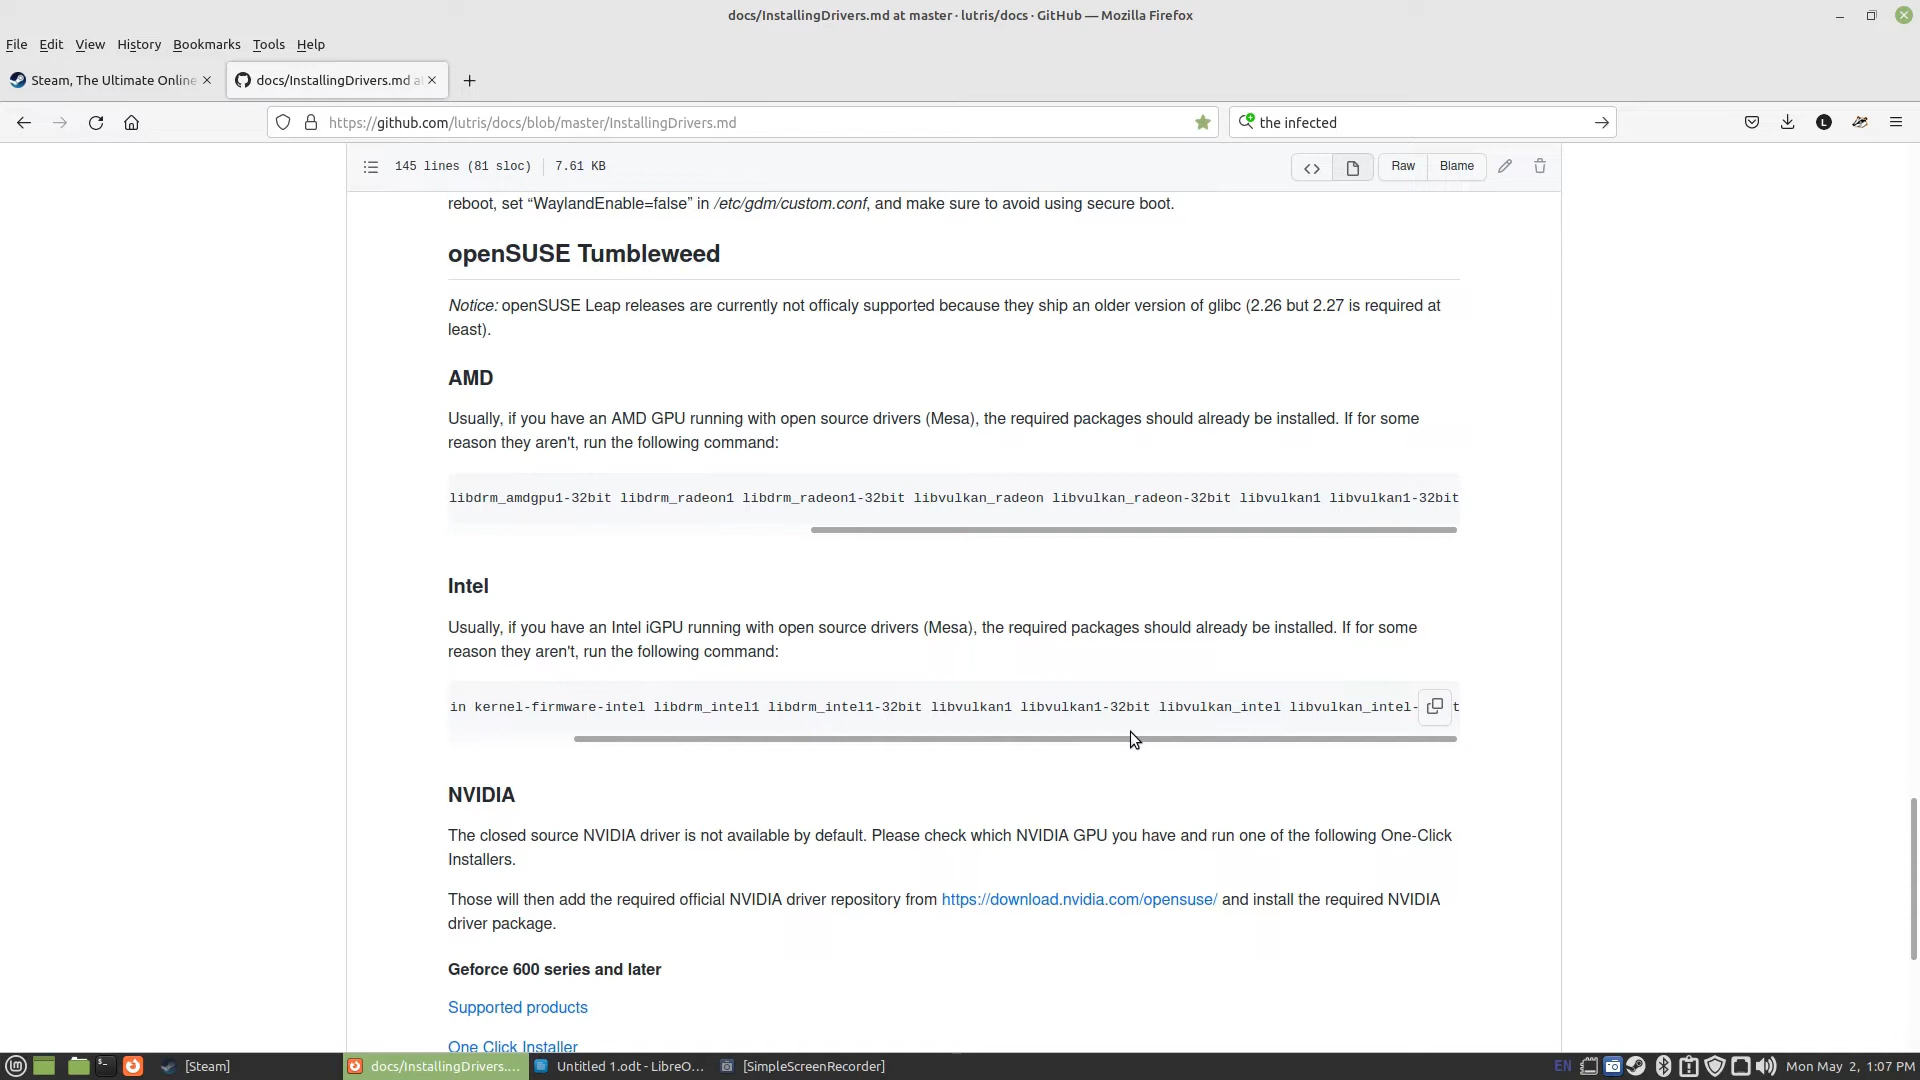 docs/InstallingDrivers.md at master · lutris/docs · GitHub — Mozilla Firefox
File Edit View History Bookmarks Tools Help
Steam, The Ultimate Online
docs/InstallingDrivers.md a
https://github.com/lutris/docs/blob/master/InstallingDrivers.md
the infected
145 lines (81 sloc) 7.61 KB
Raw Blame
reboot, set “WaylandEnable=false” in /etc/gdm/custom.conf, and make sure to avoid using secure boot.
openSUSE Tumbleweed
Notice: openSUSE Leap releases are currently not officaly supported because they ship an older version of glibc (2.26 but 2.27 is required at
least).
AMD
Usually, if you have an AMD GPU running with open source drivers (Mesa), the required packages should already be installed. If for some
reason they aren't, run the following command:
libdrm_amdgpu1-32bit libdrm_radeon1 libdrm_radeon1-32bit libvulkan_radeon libvulkan_radeon-32bit libvulkan1 libvulkan1-32bit
Intel
Usually, if you have an Intel iGPU running with open source drivers (Mesa), the required packages should already be installed. If for some
reason they aren't, run the following command:
in kernel-firmware-intel libdrm_intel1 libdrm_intel1-32bit libvulkan1 libvulkan1-32bit libvulkan_intel libvulkan_intel- t
NVIDIA
The closed source NVIDIA driver is not available by default. Please check which NVIDIA GPU you have and run one of the following One-Click
Installers.
Those will then add the required official NVIDIA driver repository from https://download.nvidia.com/opensuse/ and install the required NVIDIA
driver package.
Geforce 600 series and later
Supported products
One Click Installer
[Steam]
docs/InstallingDrivers....
Untitled 1.odt - LibreO...
[SimpleScreenRecorder]
EN
Mon May 2, 1:07 PM